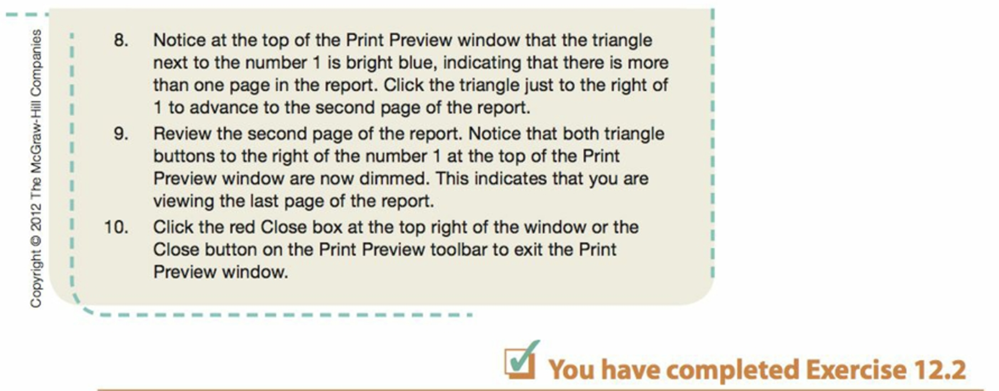 8. Notice at the top of the Print Preview window that the triangle
next to the number 1 is bright blue, indicating that there is more
than one page in the report. Click the triangle just to the right of
1 to advance to the second page of the report.
9. Review the second page of the report. Notice that both triangle
buttons to the right of the number 1 at the top of the Print
Preview window are now dimmed. This indicates that you are
viewing the last page of the report.
10. Click the red Close box at the top right of the window or the
Close button on the Print Preview toolbar to exit the Print
Preview window.
Copyright © 2012 The McGraw-Hill Companies
You have completed Exercise 12.2